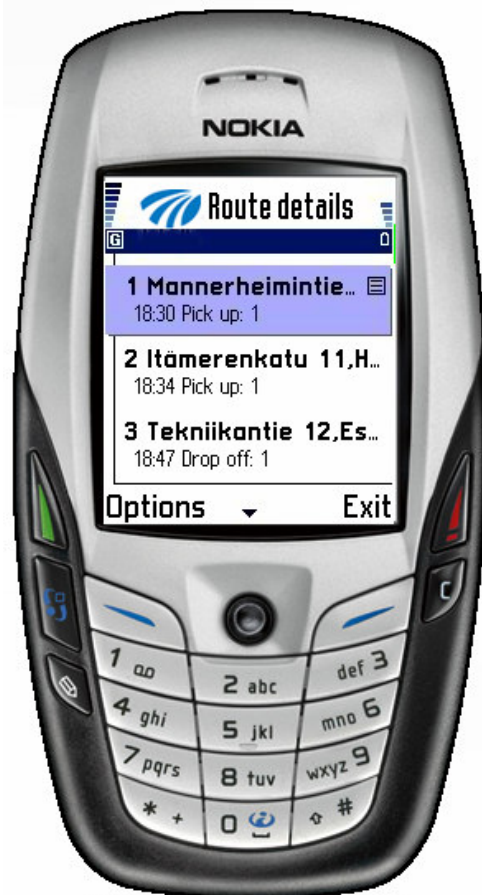 NOKIA
Route details
G
1 Mannerheimintie...
18:30 Pick up: 1
2 Itämerenkatu 11,H...
18:34 Pick up: 1
3 Tekniikantie 12,Es...
18:47 Drop off: 1
Options Exit
C
1 2 abc def 3
4 ghi 5 jkl mno 6
7 pqrs 8 tuv wxyz 9
* + 0 #